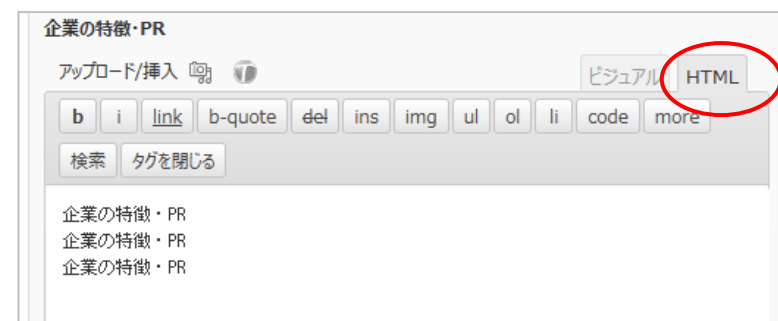 企業の特徴・PR
アップロード/挿入
ビジュアル HTML
b i link b-quote del ins img ul ol li code more
検索 タグを閉じる
企業の特徴・PR
企業の特徴・PR
企業の特徴・PR